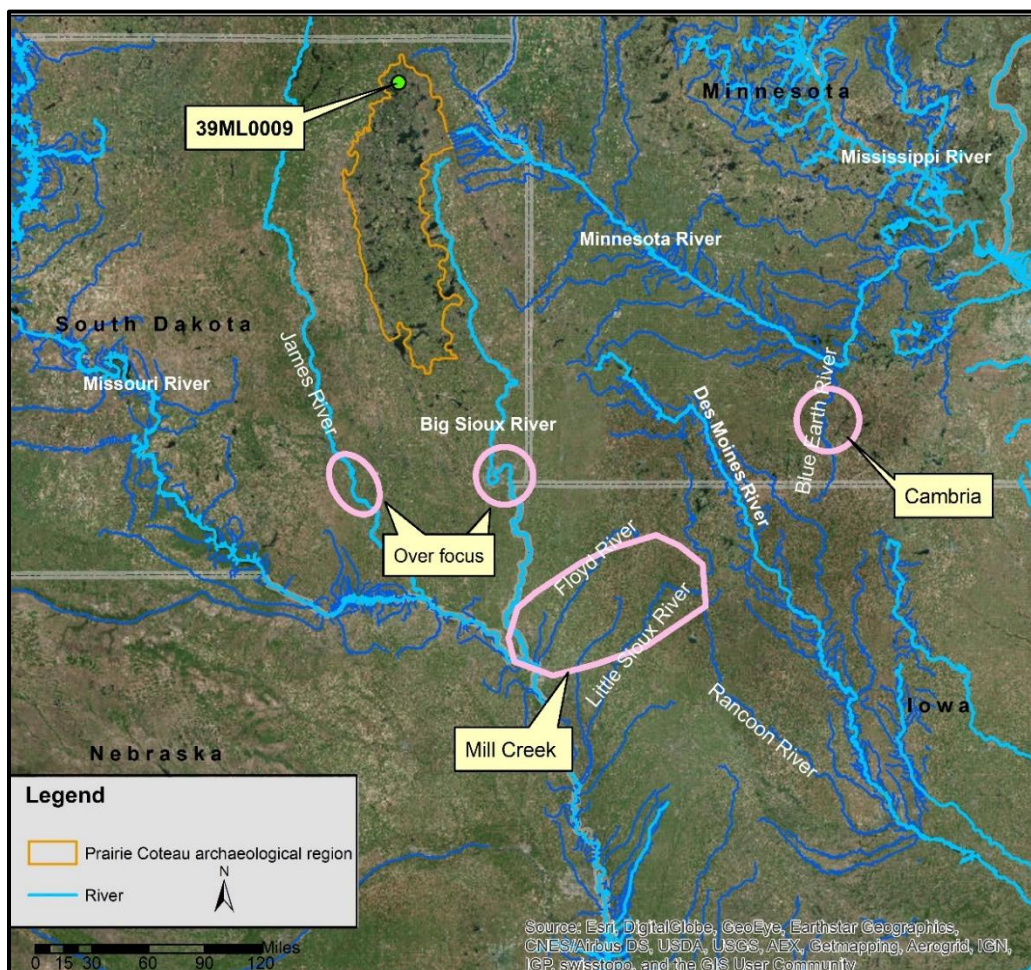 Minnesota
39ML0009
Mississippi River
Minnesota River
South Dakota
James River
Missouri River
Big Sioux River
Des Moines River
Blue Earth River
Cambria
Over focus
Floyd River
Little Sioux River
Rancoon River
Iowa
Mill Creek
Nebraska
Legend
Prairie Coteau archaeological region
River
N
Miles
0 15 30 60 90 120
Source: Esri, DigitalGlobe, GeoEye, Earthstar Geographics,
CNES/Airbus DS, USDA, USGS, AEX, Getmapping, Aerogrid, IGN,
IGP, swisstopo, and the GIS User Community